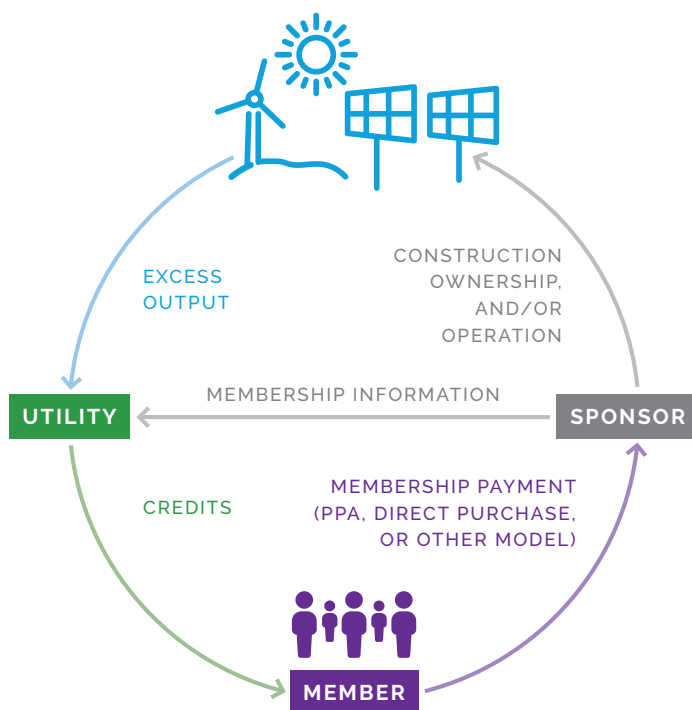 CONSTRUCTION
OWNERSHIP,
AND/OR
OPERATION
EXCESS
OUTPUT
MEMBERSHIP INFORMATION
UTILITY
SPONSOR
CREDITS
MEMBERSHIP PAYMENT
(PPA, DIRECT PURCHASE,
OR OTHER MODEL)
MEMBER